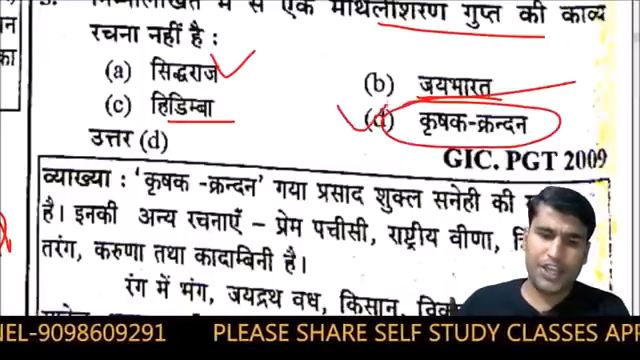 निम्नलिखित में से एक मैथिलीशरण गुप्त की काव्य
रचना नहीं है :
(a) सिद्धराज
(b) जयभारत
(c) हिडिम्बा
(d) कृषक-क्रन्दन
उत्तर (d)
GIC. PGT 2009
व्याख्या : 'कृषक -क्रन्दन' गया प्रसाद शुक्ल सनेही की
है। इनकी अन्य रचनाएँ – प्रेम पचीसी, राष्ट्रीय वीणा,
तरंग, करुणा तथा कादाम्बिनी है।
रंग में भंग, जयद्रथ वध, किसान,
NEL-9098609291 PLEASE SHARE SELF STUDY CLASSES APP